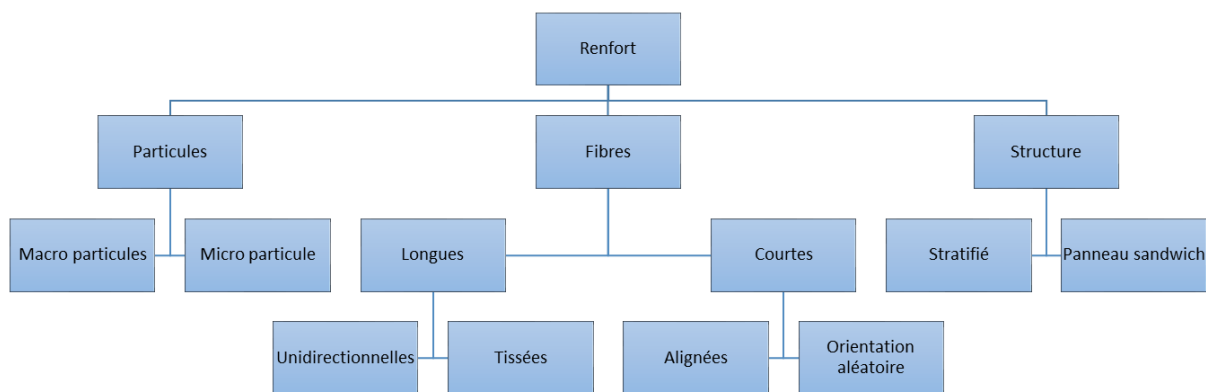 Renfort
Particules
Fibres
Structure
Macro particules
Micro particule
Longues
Courtes
Stratifié
Panneau sandwich
Unidirectionnelles
Tissées
Alignées
Orientation
aléatoire